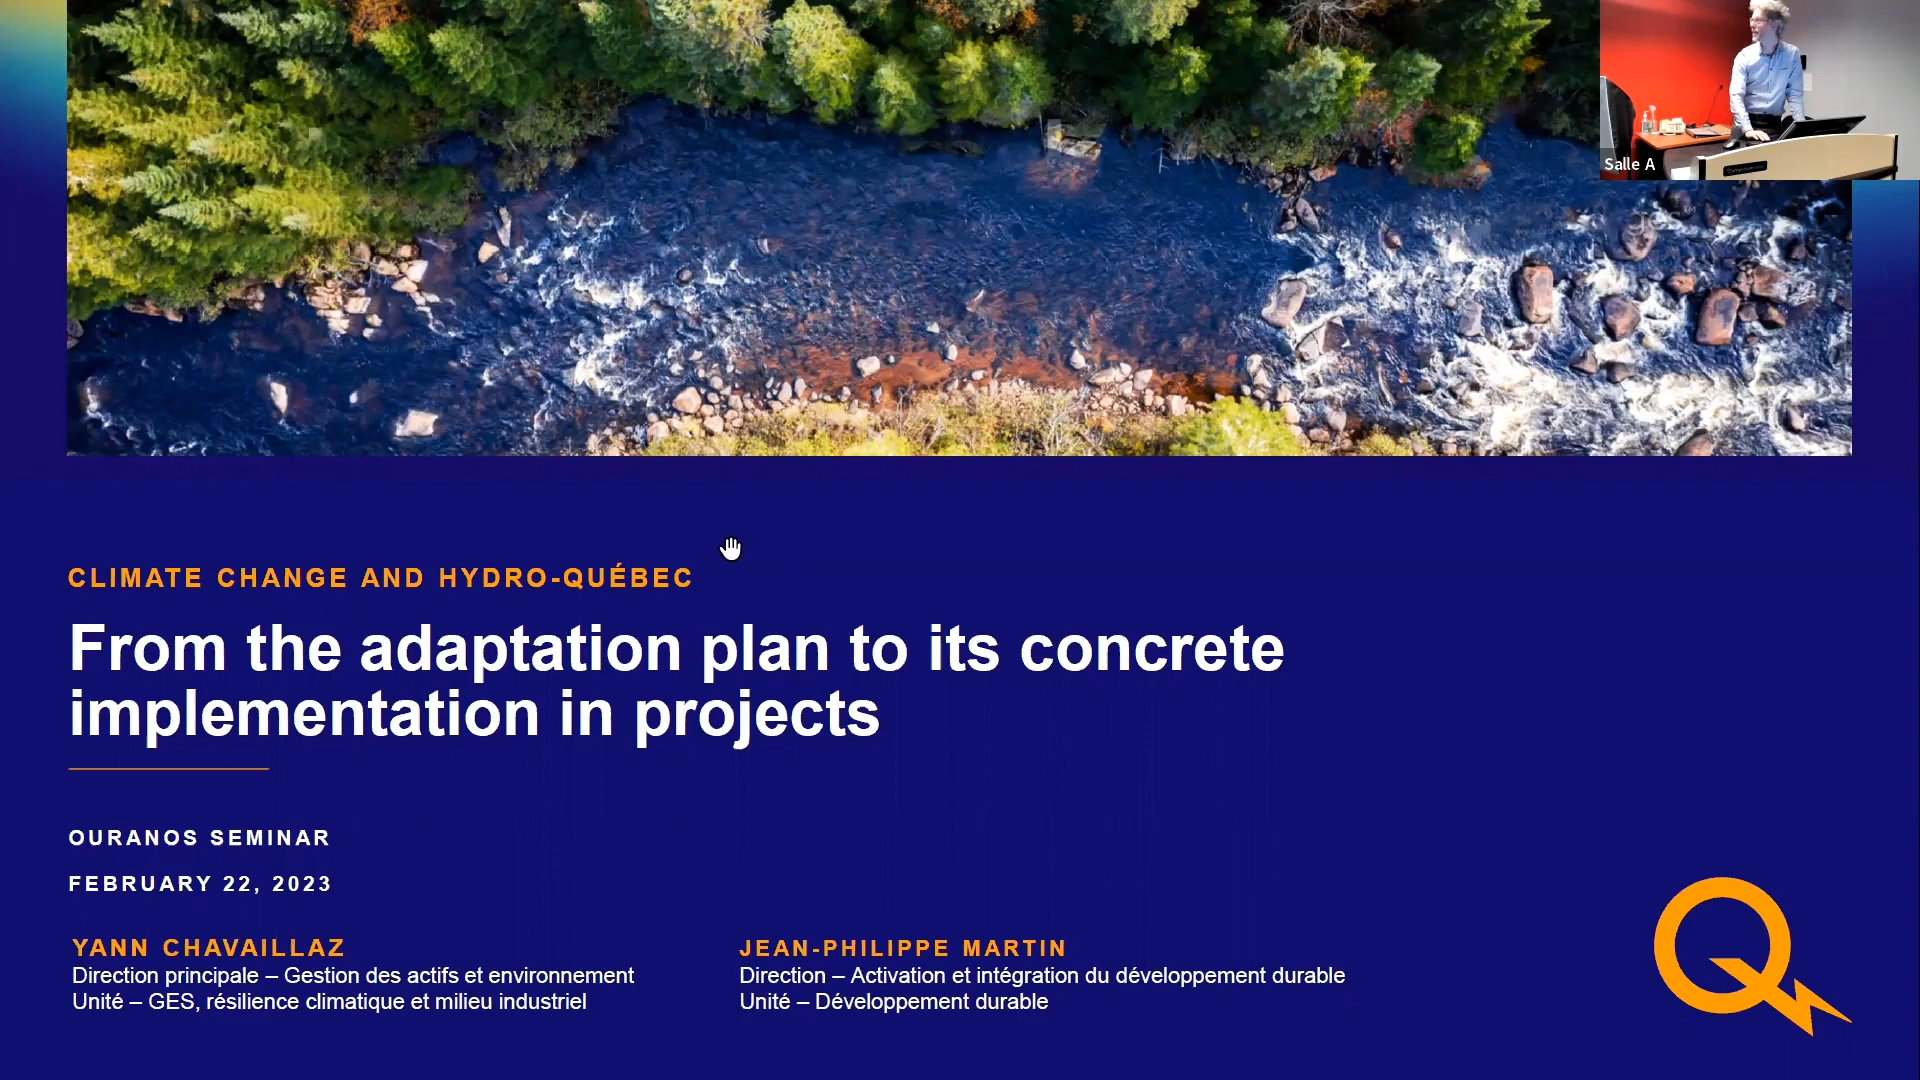 Salle A
CLIMATE CHANGE AND HYDRO-QUÉBEC
From the adaptation plan to its concrete
implementation in projects
OURANOS SEMINAR
FEBRUARY 22, 2023
YANN CHAVAILLAZ
Direction principale – Gestion des actifs et environnement
Unité – GES, résilience climatique et milieu industriel
JEAN-PHILIPPE MARTIN
Direction – Activation et intégration du développement durable
Unité – Développement durable